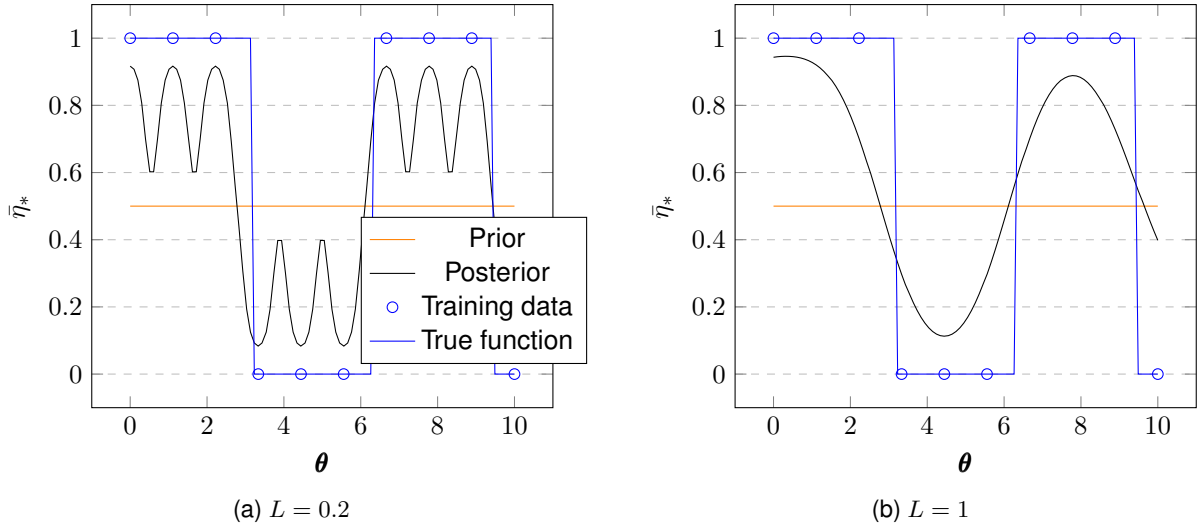 1
0.8
0.6
0.4
0.2
0
η̄*
0
2
4
6
8
10
θ
Prior
Posterior
Training data
True function
(a) L = 0.2
1
0.8
0.6
0.4
0.2
0
η̄*
0
2
4
6
8
10
θ
(b) L = 1